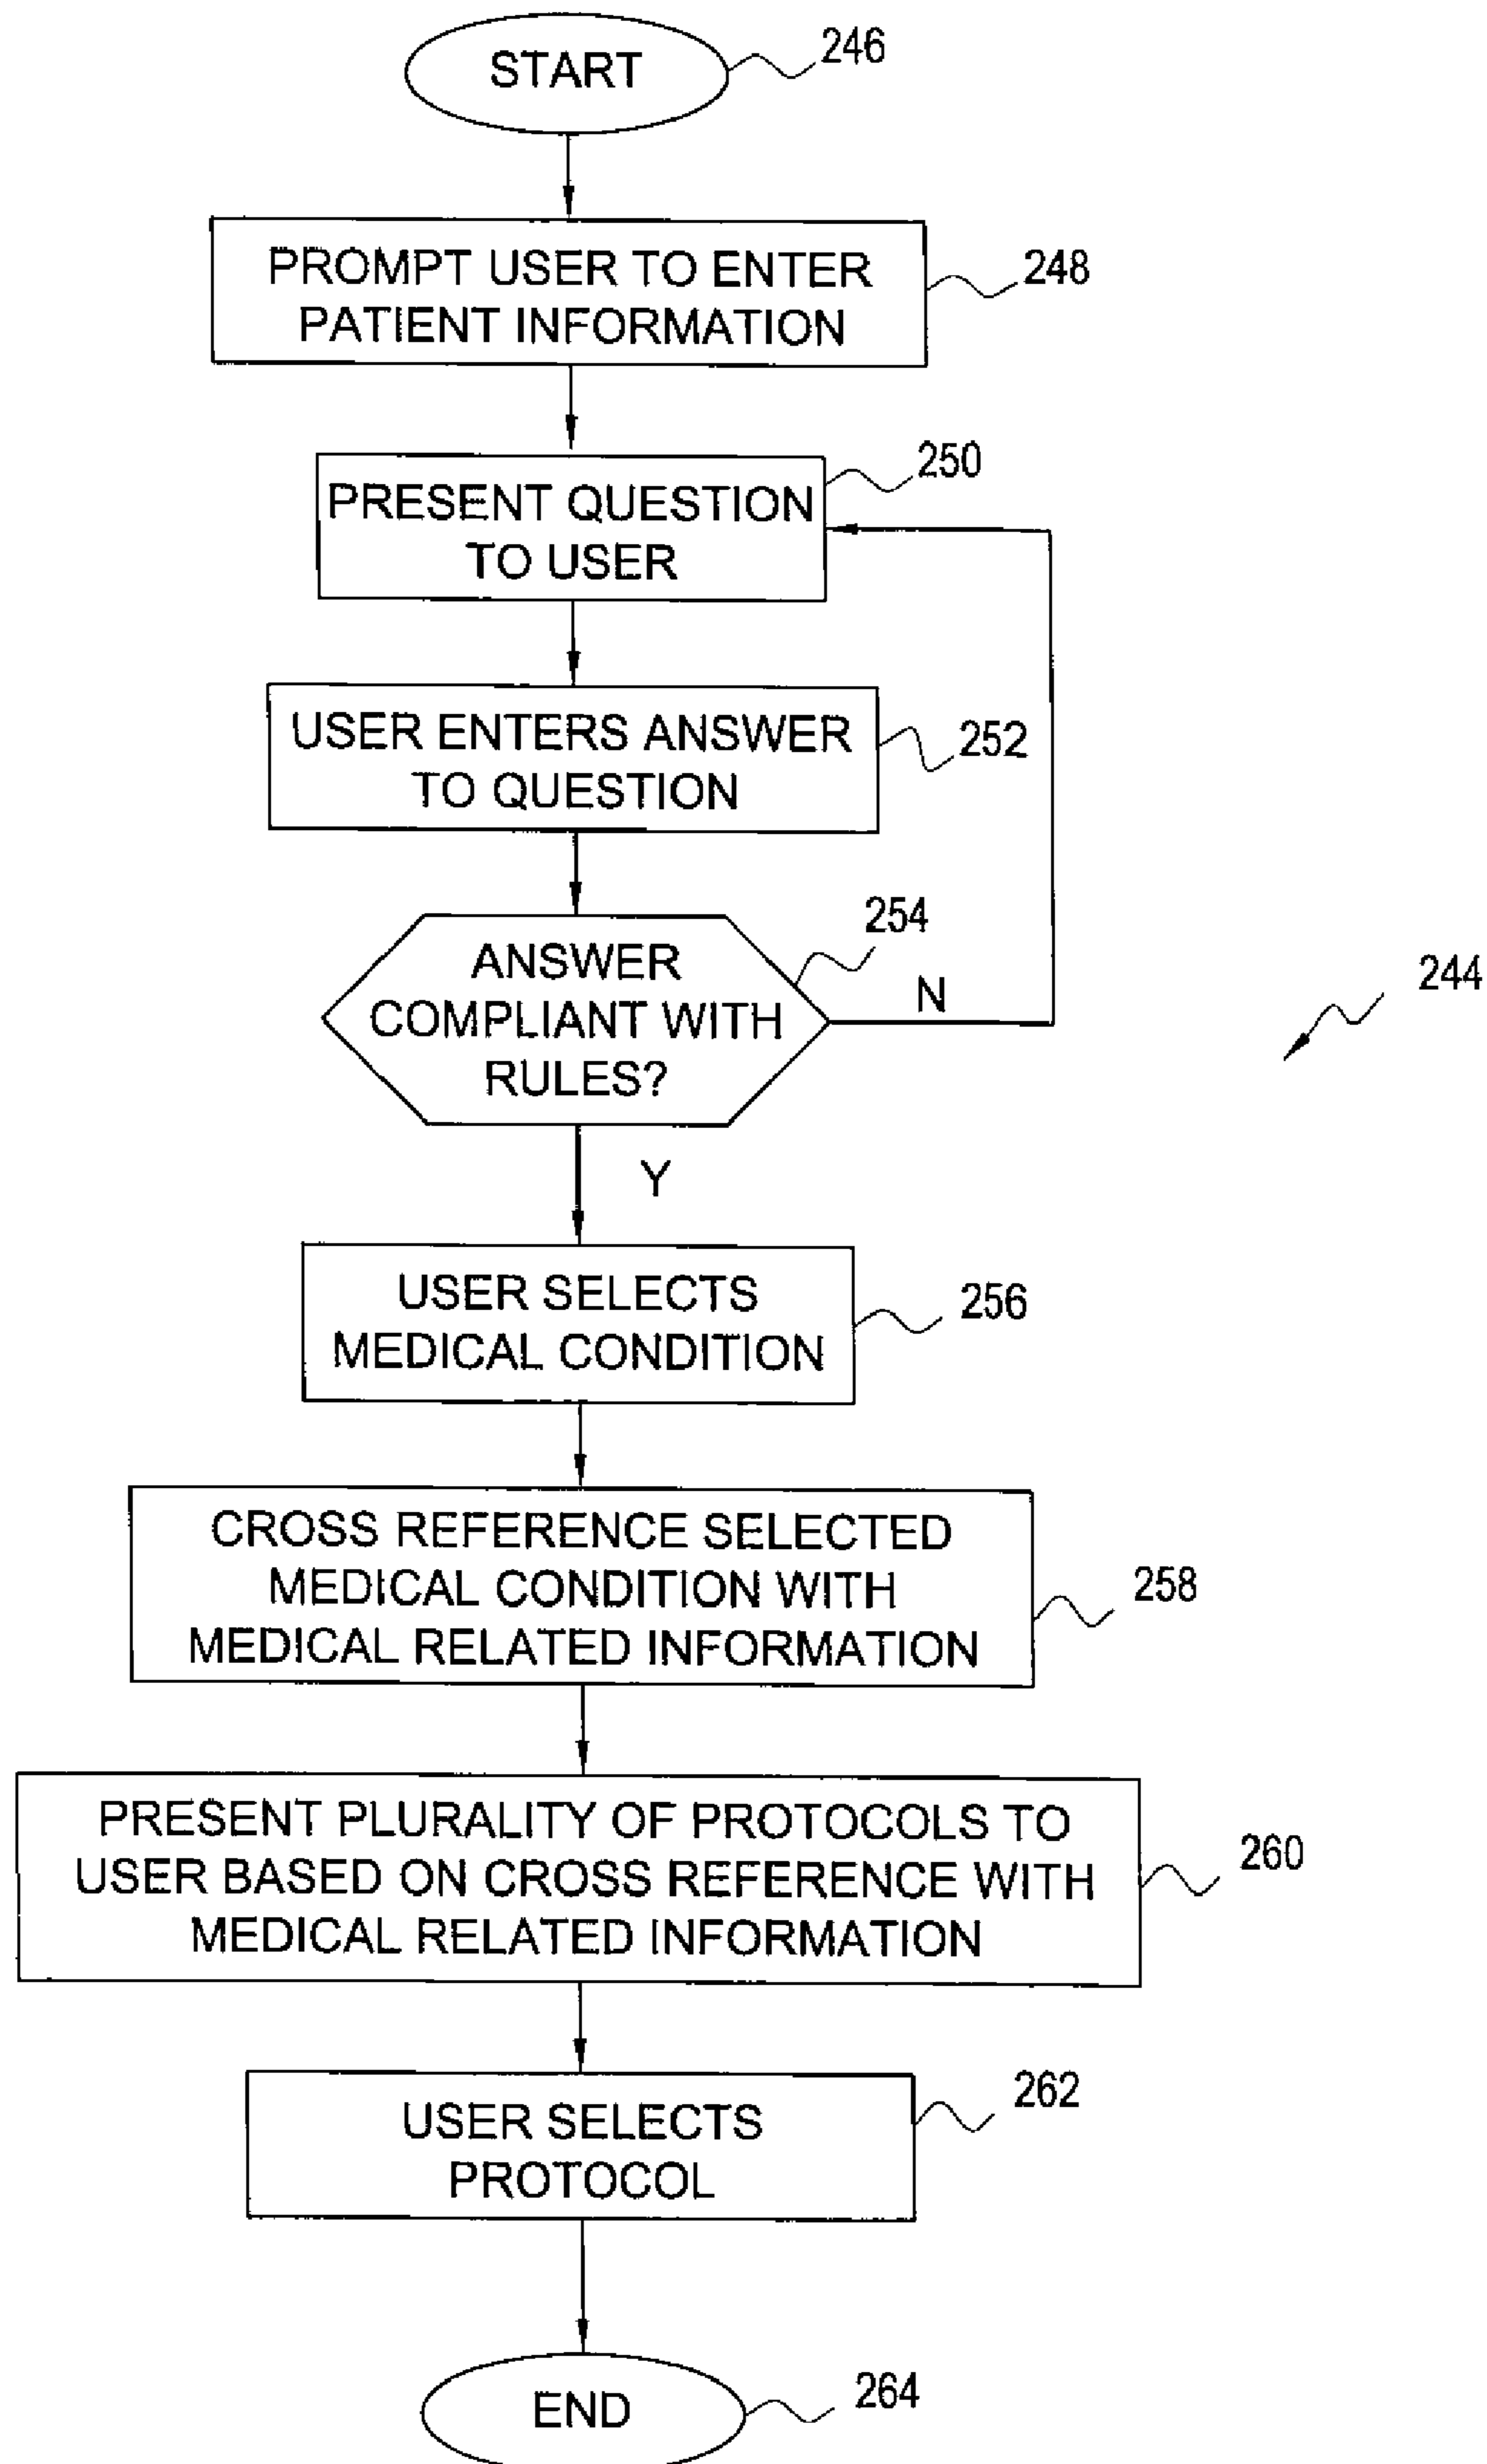 START
246
PROMPT USER TO ENTER
PATIENT INFORMATION
248
250
PRESENT QUESTION
TO USER
USER ENTERS ANSWER
TO QUESTION
252
254
ANSWER
COMPLIANT WITH
RULES?
N
244
Y
USER SELECTS
MEDICAL CONDITION
256
CROSS REFERENCE SELECTED
MEDICAL CONDITION WITH
MEDICAL RELATED INFORMATION
258
PRESENT PLURALITY OF PROTOCOLS TO
USER BASED ON CROSS REFERENCE WITH
MEDICAL RELATED INFORMATION
260
USER SELECTS
PROTOCOL
262
END
264